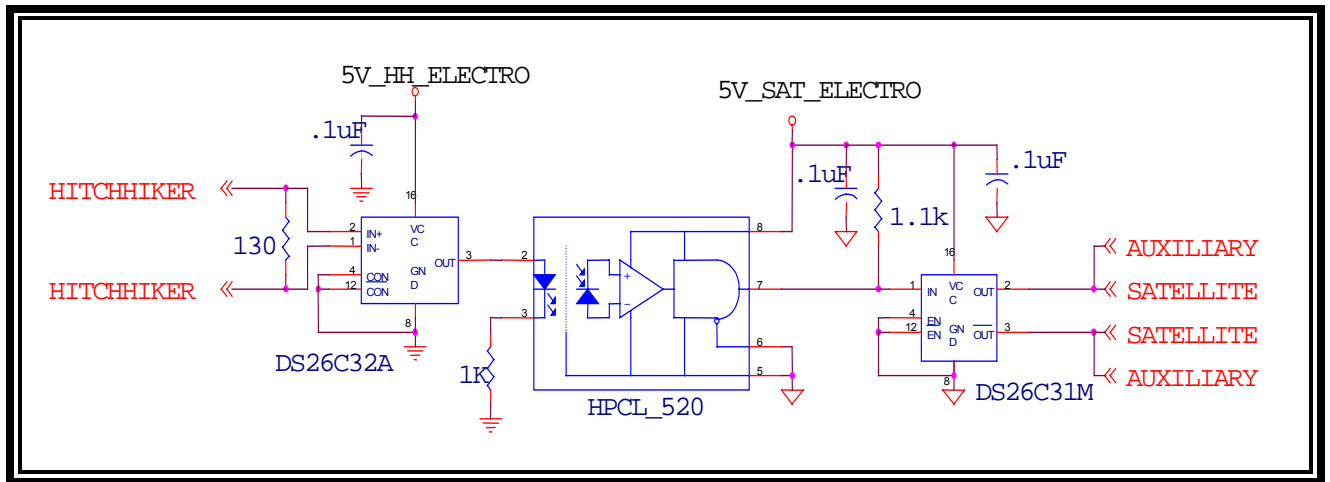 5V_HH_ELECTRO
.1uF
HITCHHIKER
130
HITCHHIKER
16
2 IN+
1 IN-
4 CON
12 CON
VC
C
GN
D
OUT 3
8
DS26C32A
2
3
1K
8
7
6
5
HPCL_520
5V_SAT_ELECTRO
.1uF
1.1k
.1uF
16
1 IN
4 EN
12 EN
VC
C
GN
D
OUT 2
OUT 3
8
DS26C31M
AUXILIARY
SATELLITE
SATELLITE
AUXILIARY